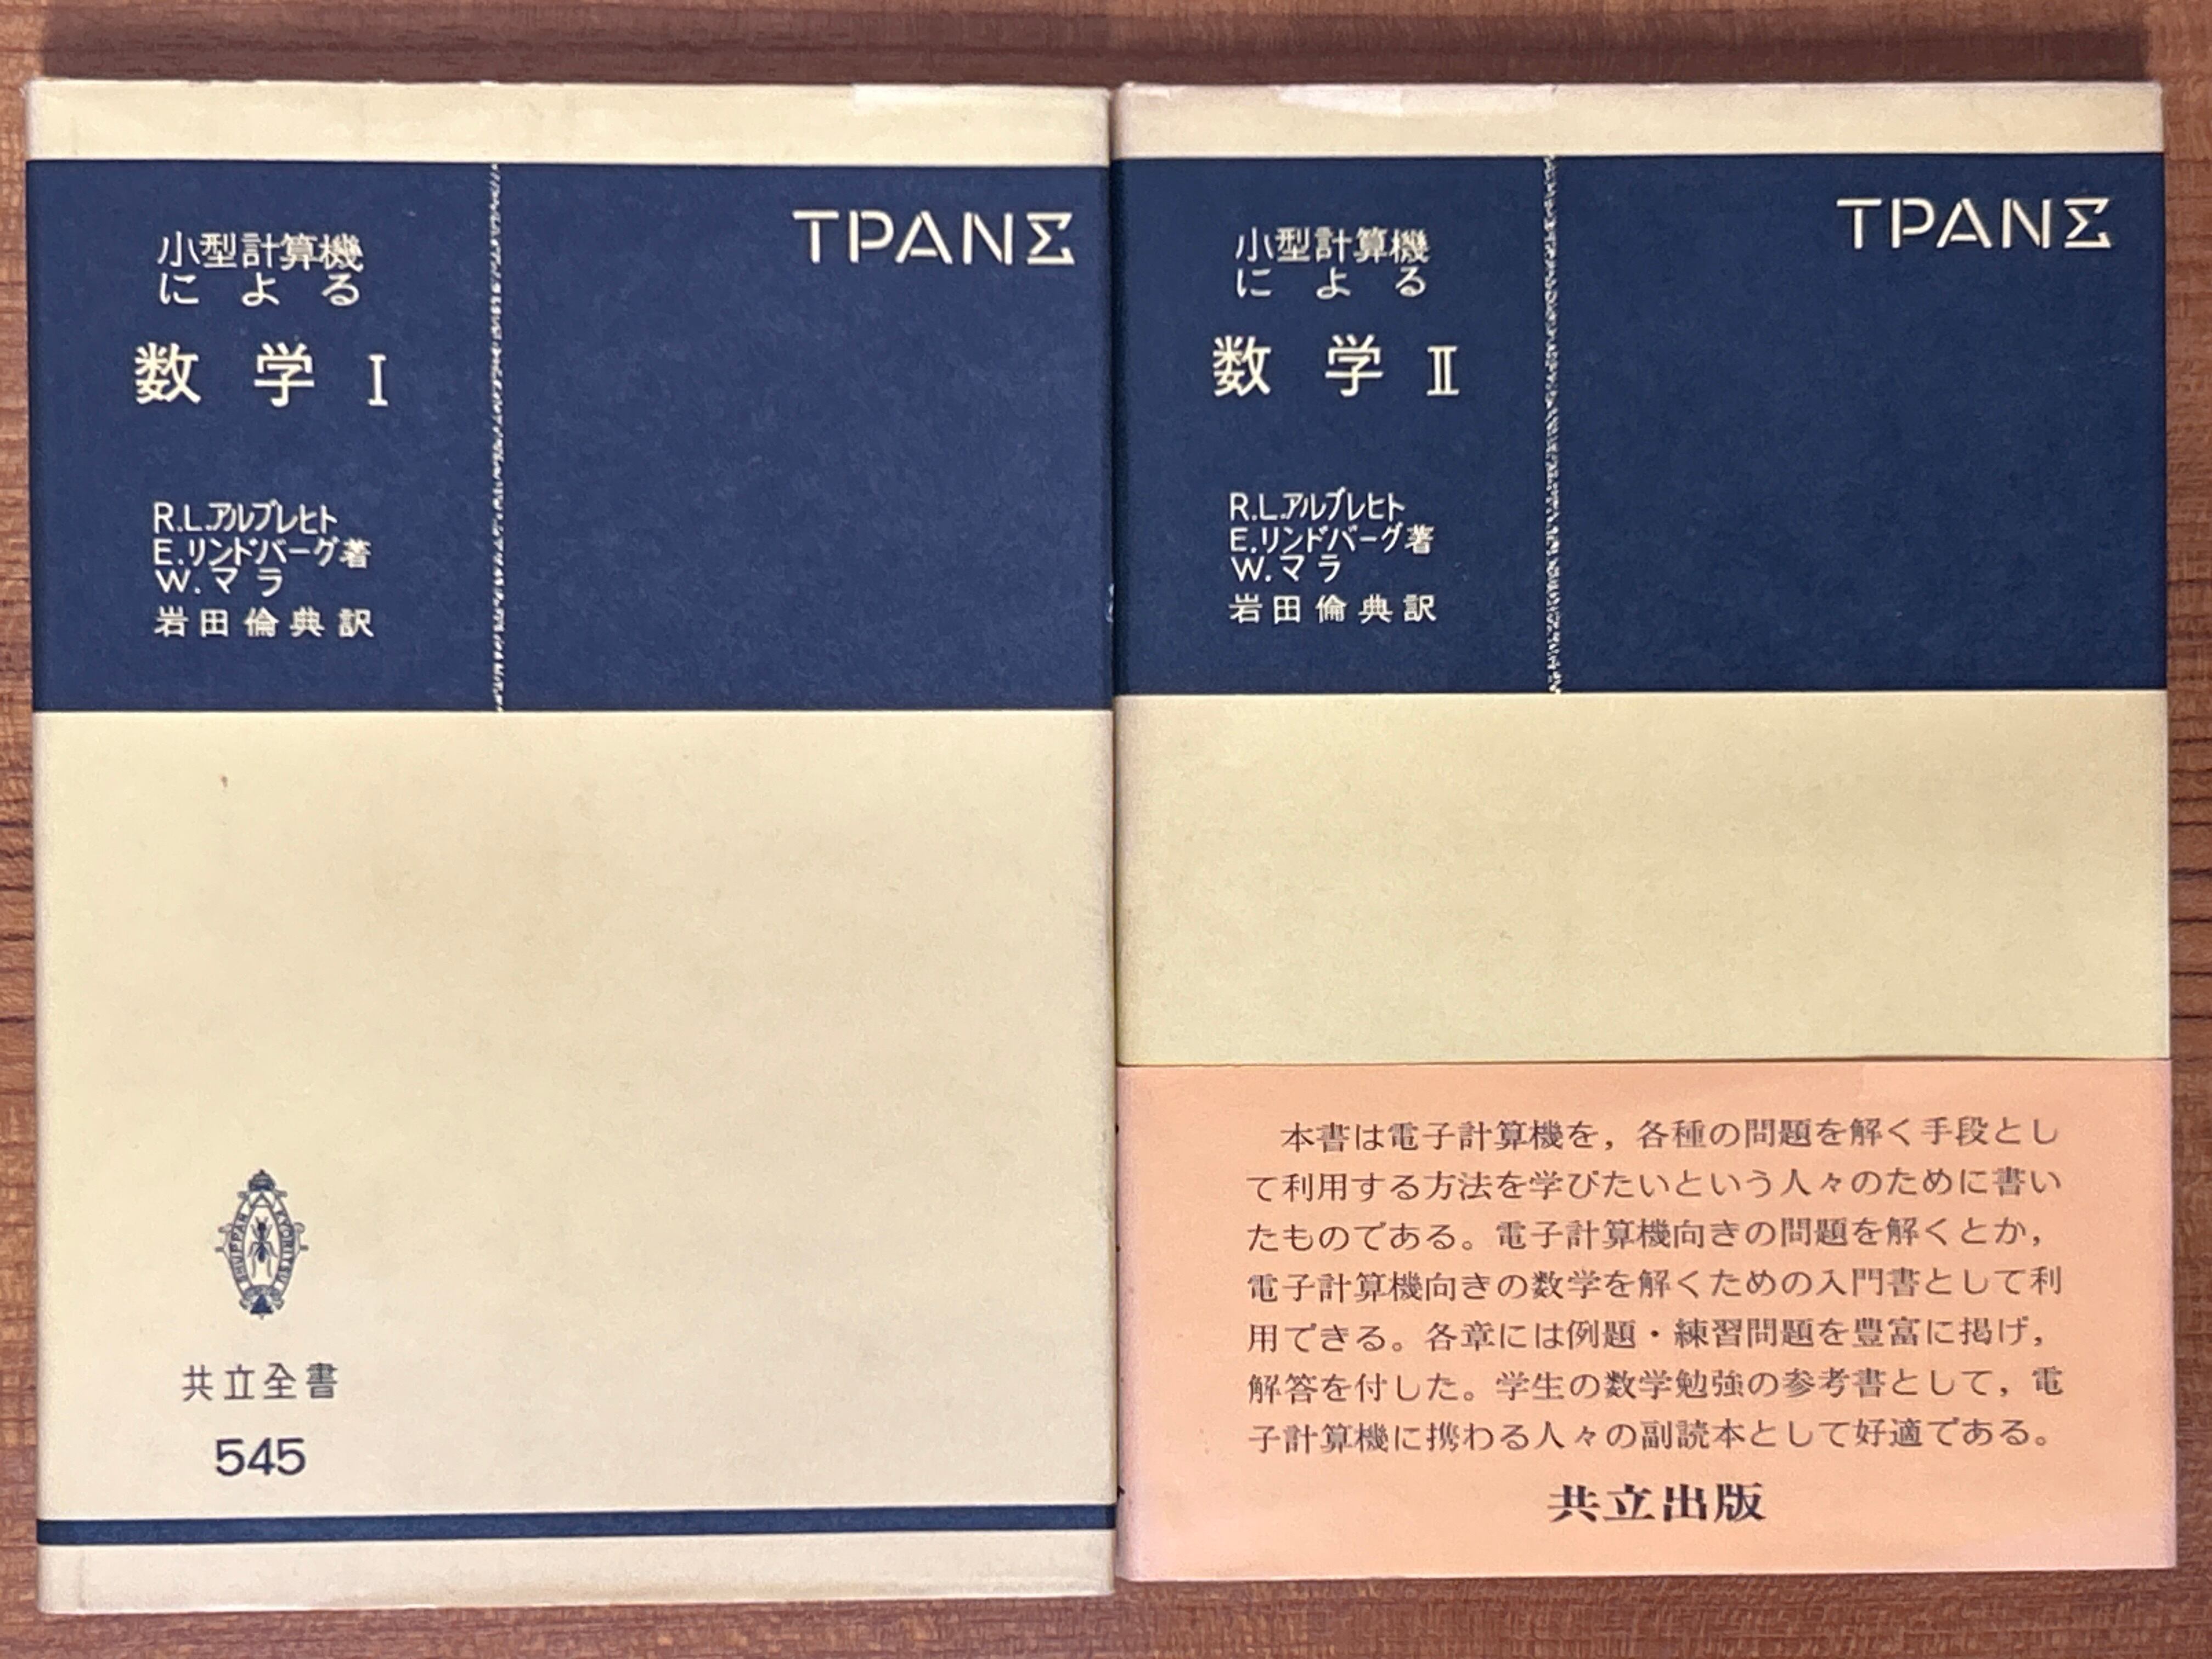 小型計算機
による
数学 I
R.L.アルブレヒト
E.リンドバーグ著
W.マラ
岩田倫典訳
TPANΣ
SHUPPAN KYORITSU
共立全書
545
小型計算機
による
数学 II
R.L.アルブレヒト
E.リンドバーグ著
W.マラ
岩田倫典訳
TPANΣ
本書は電子計算機を，各種の問題を解く手段とし
て利用する方法を学びたいという人々のために書い
たものである。電子計算機向きの問題を解くとか，
電子計算機向きの数学を解くための入門書として利
用できる。各章には例題・練習問題を豊富に掲げ，
解答を付した。学生の数学勉強の参考書として，電
子計算機に携わる人々の副読本として好適である。
共立出版